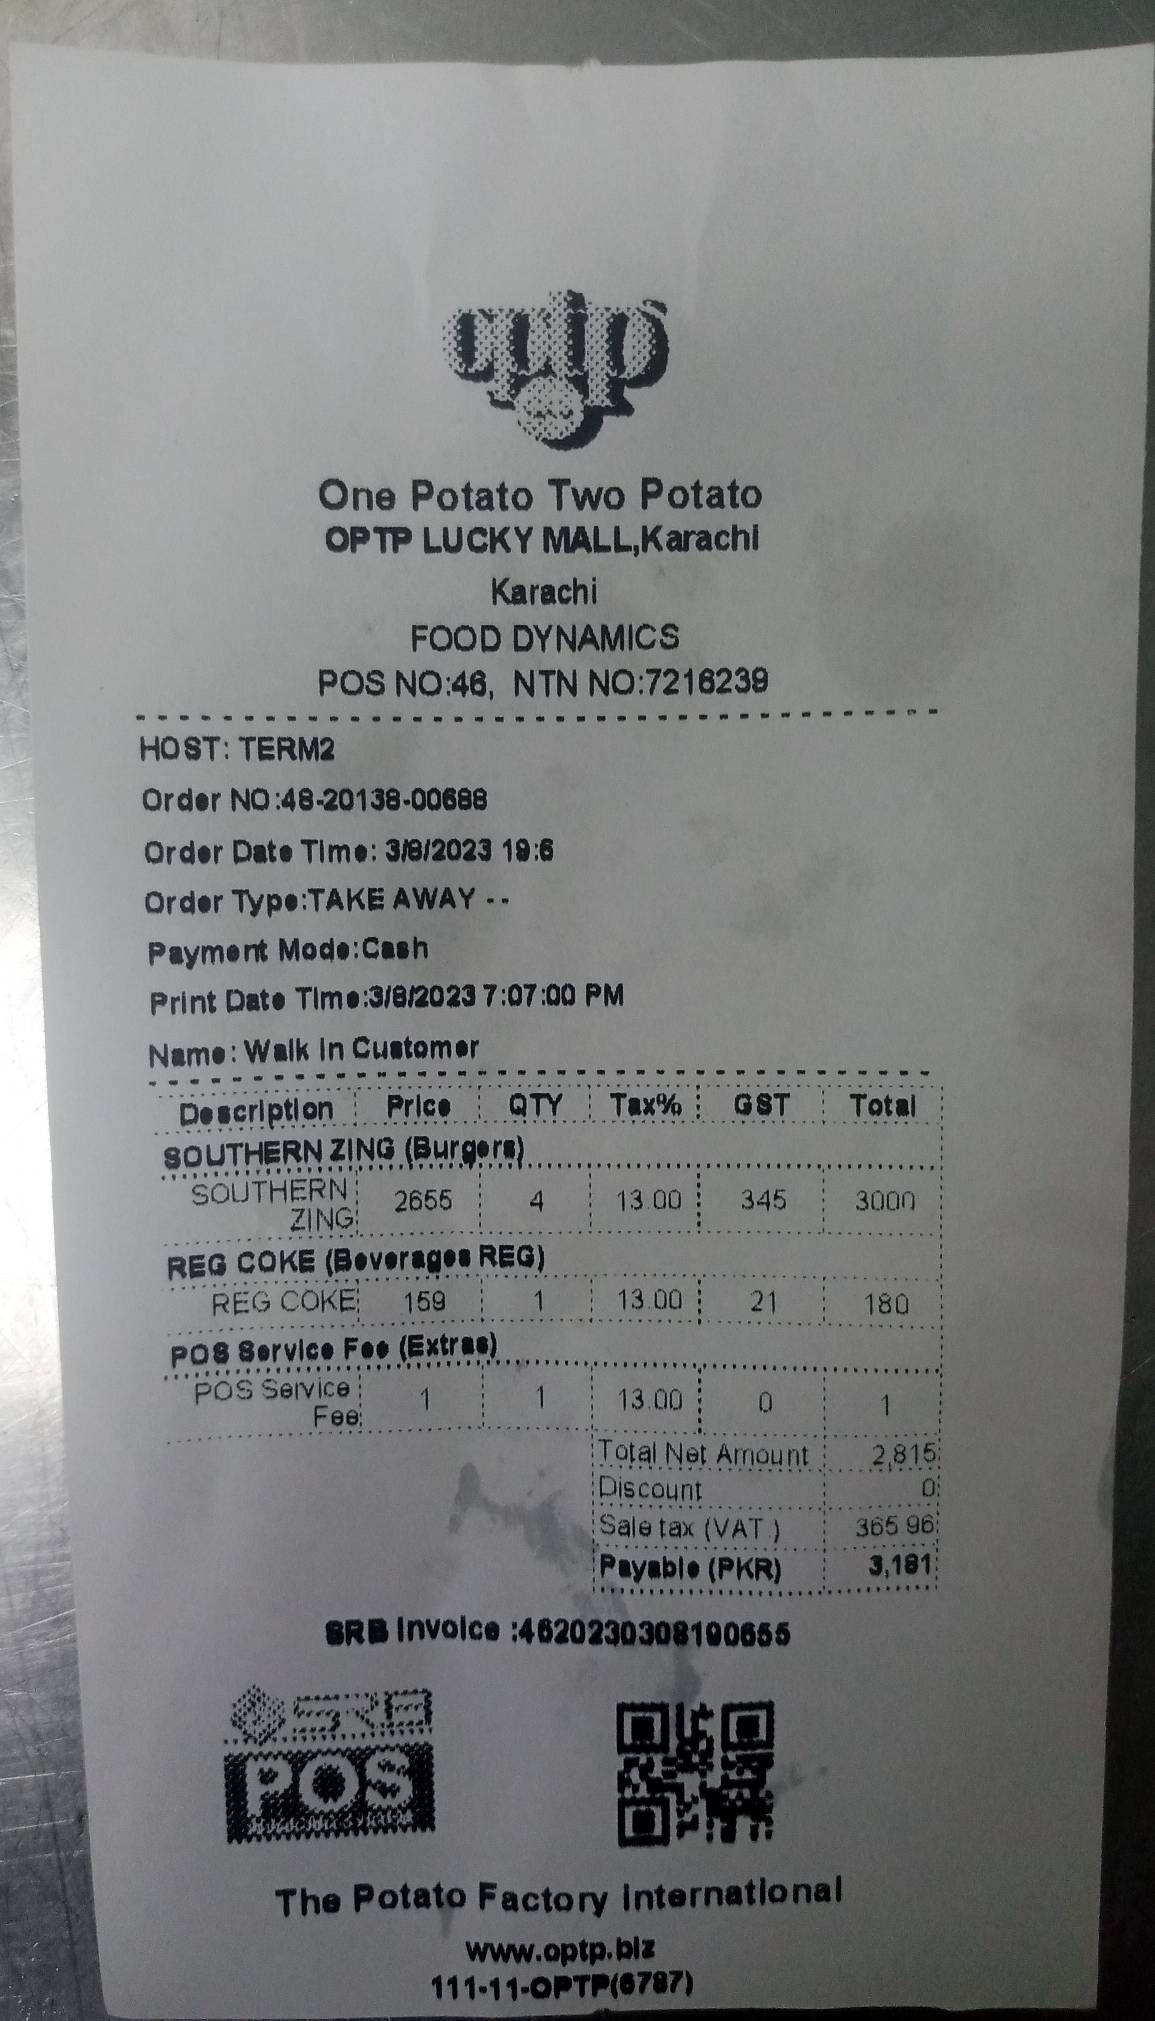 optp
One Potato Two Potato
OPTP LUCKY MALL,Karachi
Karachi
FOOD DYNAMICS
POS NO:46, NTN NO:7216239
HOST: TERM2
Order NO:48-20138-00688
Order Date Time: 3/8/2023 19:6
Order Type:TAKE AWAY --
Payment Mode:Cash
Print Date Time:3/8/2023 7:07:00 PM
Name: Walk In Customer
Description Price QTY Tax% GST Total
SOUTHERN ZING (Burgers)
SOUTHERN ZING 2655 4 13.00 345 3000
REG COKE (Beverages REG)
REG COKE 159 1 13.00 21 180
POS Service Fee (Extras)
POS Service Fee 1 1 13.00 0 1
Total Net Amount 2,815
Discount 0
Sale tax (VAT ) 365.96
Payable (PKR) 3,181
SRB Invoice :4620230308190655
SRB
POS
The Potato Factory International
www.optp.biz
111-11-OPTP(6787)